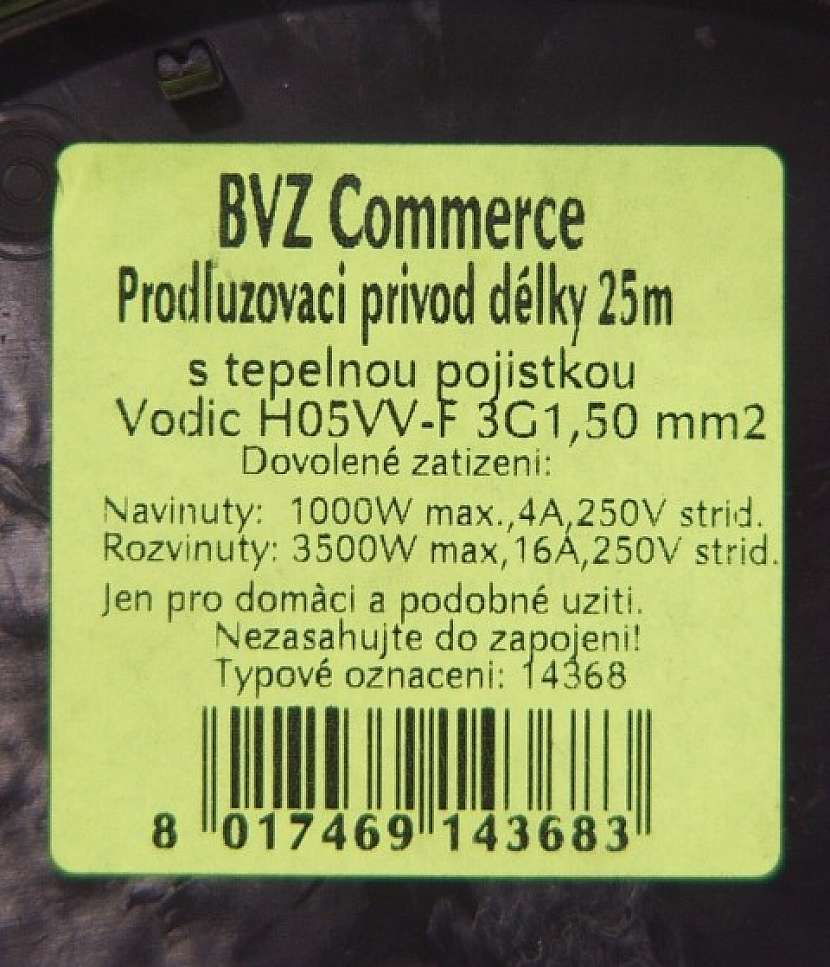 BVZ Commerce
Prodluzovaci privod délky 25m
s tepelnou pojistkou
Vodic H05VV-F 3G1,50 mm2
Dovolené zatizeni:
Navinuty: 1000W max.,4A,250V strid.
Rozvinuty: 3500W max,16A,250V strid.
Jen pro domàci a podobné uziti.
Nezasahujte do zapojeni!
Typové oznaceni: 14368
8 017469 143683